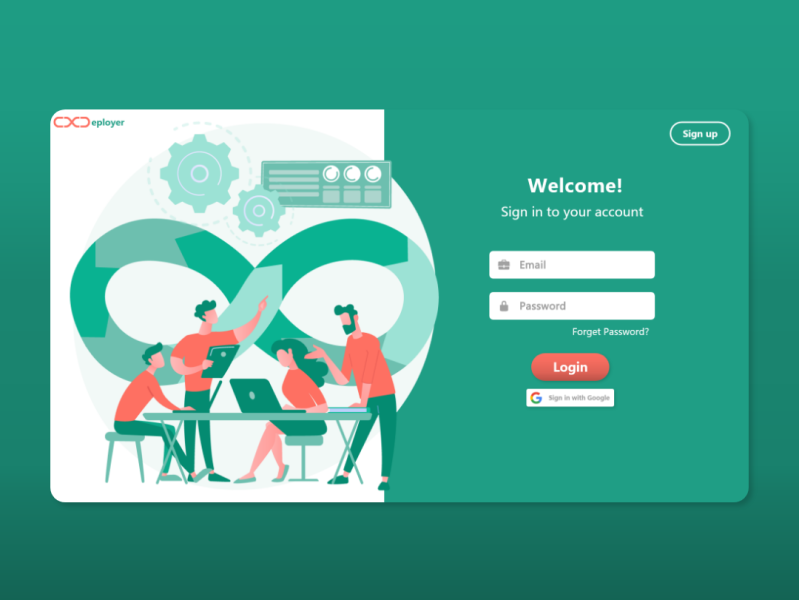 eployer
Sign up
Welcome!
Sign in to your account
Email
Password
Forget Password?
Login
Sign in with Google